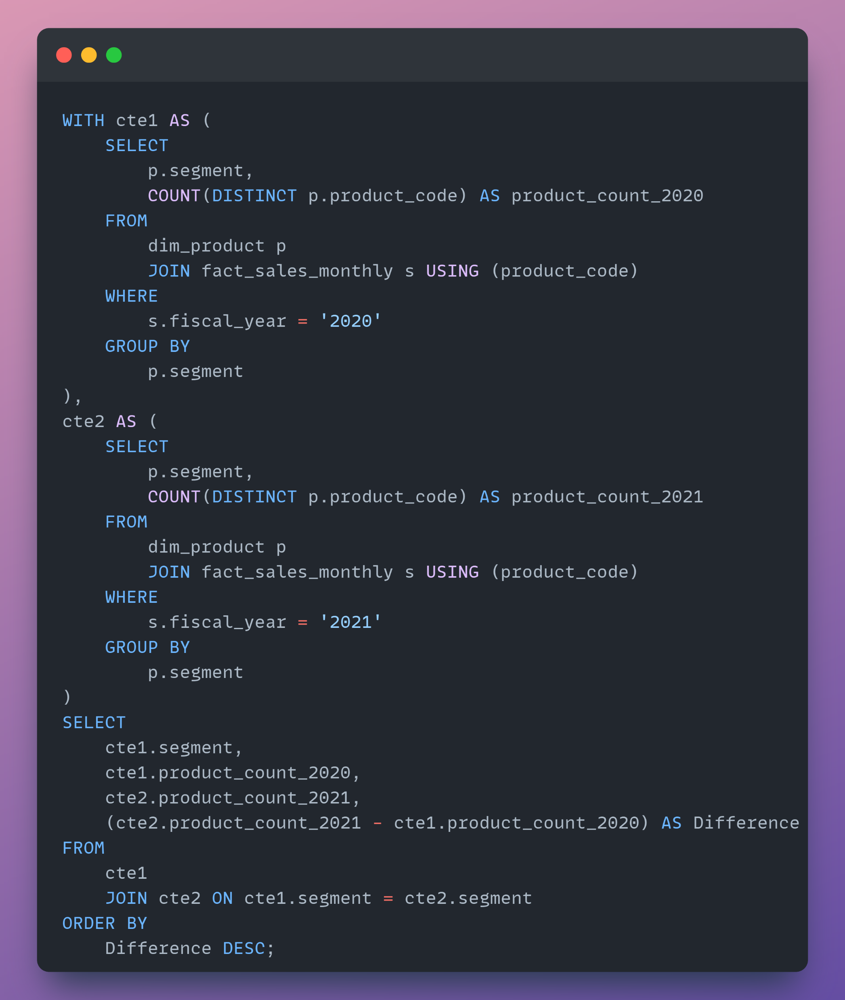 WITH cte1 AS (
    SELECT
        p.segment,
        COUNT(DISTINCT p.product_code) AS product_count_2020
    FROM
        dim_product p
        JOIN fact_sales_monthly s USING (product_code)
    WHERE
        s.fiscal_year = '2020'
    GROUP BY
        p.segment
),
cte2 AS (
    SELECT
        p.segment,
        COUNT(DISTINCT p.product_code) AS product_count_2021
    FROM
        dim_product p
        JOIN fact_sales_monthly s USING (product_code)
    WHERE
        s.fiscal_year = '2021'
    GROUP BY
        p.segment
)
SELECT
    cte1.segment,
    cte1.product_count_2020,
    cte2.product_count_2021,
    (cte2.product_count_2021 - cte1.product_count_2020) AS Difference
FROM
    cte1
    JOIN cte2 ON cte1.segment = cte2.segment
ORDER BY
    Difference DESC;